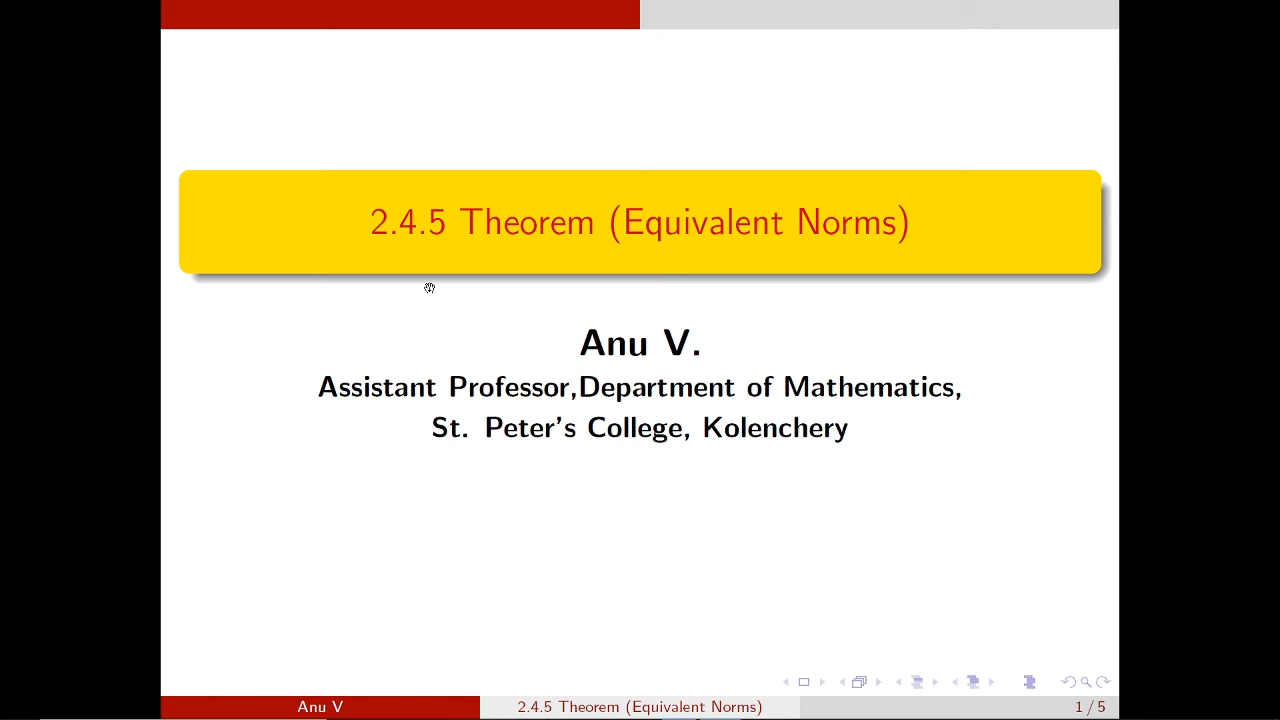 2.4.5 Theorem (Equivalent Norms)
Anu V.
Assistant Professor,Department of Mathematics,
St. Peter's College, Kolenchery
Anu V
2.4.5 Theorem (Equivalent Norms)
1 / 5